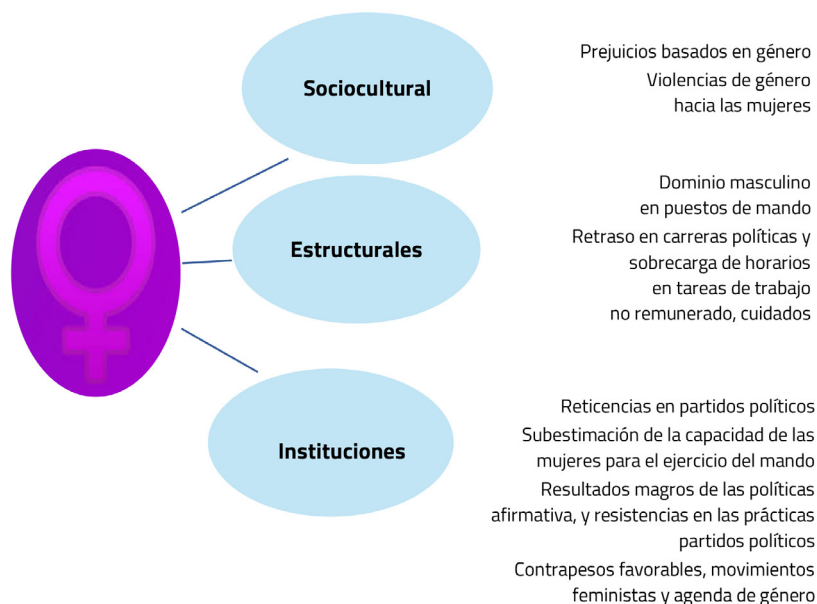 Sociocultural
Prejuicios basados en género
Violencias de género
hacia las mujeres
Estructurales
Dominio masculino
en puestos de mando
Retraso en carreras políticas y
sobrecarga de horarios
en tareas de trabajo
no remunerado, cuidados
Instituciones
Reticencias en partidos políticos
Subestimación de la capacidad de las
mujeres para el ejercicio del mando
Resultados magros de las políticas
afirmativa, y resistencias en las prácticas
partidos políticos
Contrapesos favorables, movimientos
feministas y agenda de género